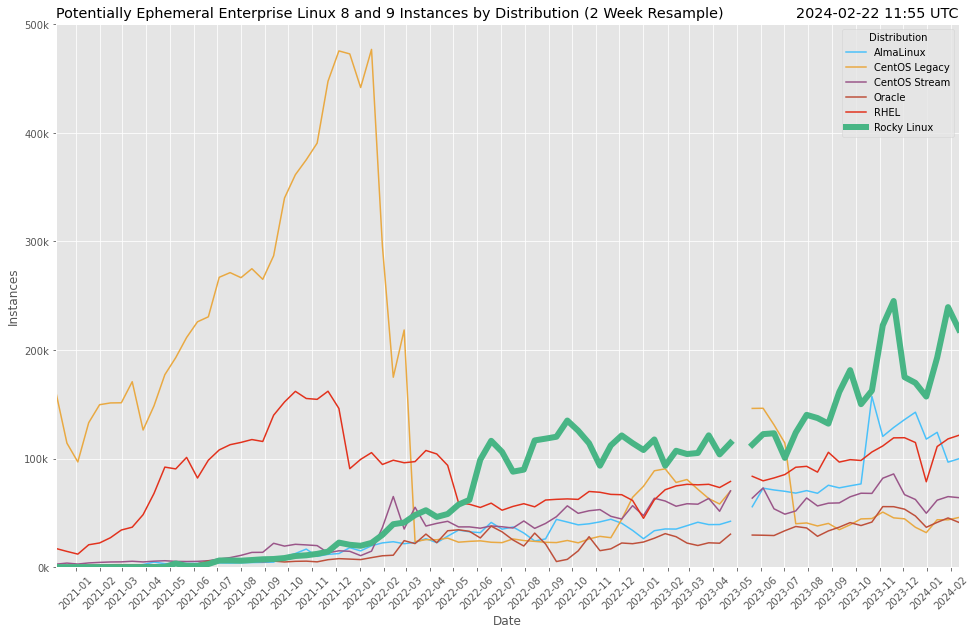 Potentially Ephemeral Enterprise Linux 8 and 9 Instances by Distribution (2 Week Resample) 2024-02-22 11:55 UTC
Distribution
AlmaLinux
CentOS Legacy
CentOS Stream
Oracle
RHEL
Rocky Linux
500k
400k
300k
200k
100k
0k
Instances
2021-01 2021-02 2021-03 2021-04 2021-05 2021-06 2021-07 2021-08 2021-09 2021-10 2021-11 2021-12 2022-01 2022-02 2022-03 2022-04 2022-05 2022-06 2022-07 2022-08 2022-09 2022-10 2022-11 2022-12 2023-01 2023-02 2023-03 2023-04 2023-05 2023-06 2023-07 2023-08 2023-09 2023-10 2023-11 2023-12 2024-01 2024-02
Date